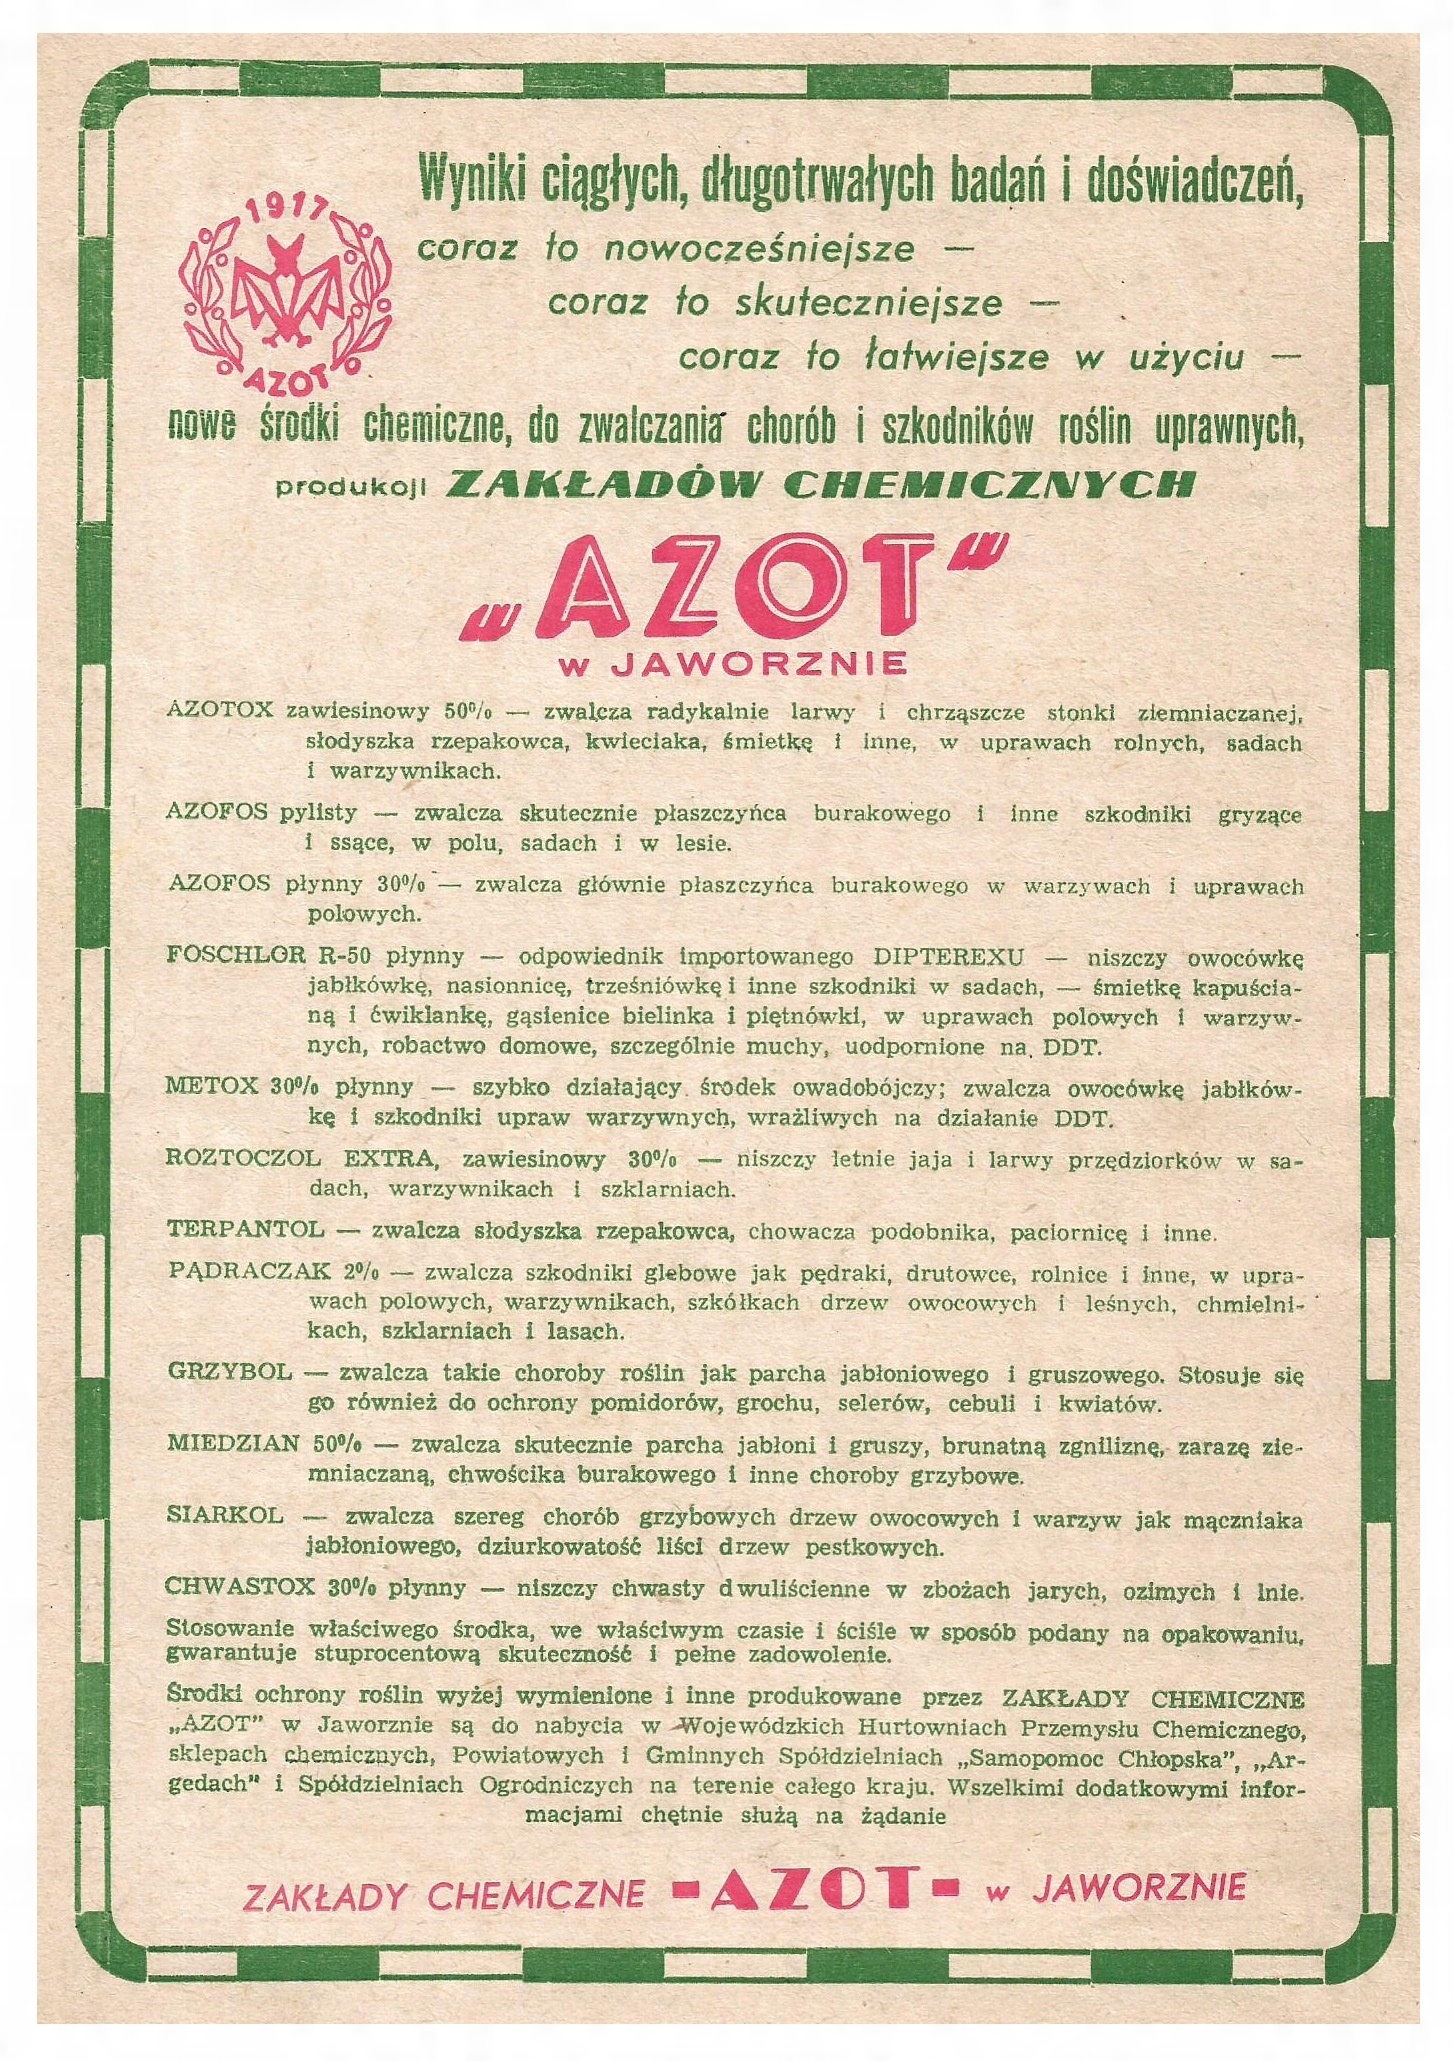 Wyniki ciągłych, długotrwałych badań i doświadczeń,
1917
coraz to nowocześniejsze —
coraz to skuteczniejsze —
coraz to łatwiejsze w użyciu —
AZOT
nowe środki chemiczne, do zwalczania chorób i szkodników roślin uprawnych,
produkcji ZAKŁADÓW CHEMICZNYCH
„AZOT”
w JAWORZNIE
AZOTOX zawiesinowy 50% — zwalcza radykalnie larwy i chrząszcze stonki ziemniaczanej,
słodyszka rzepakowca, kwieciaka, śmietkę i inne, w uprawach rolnych, sadach
i warzywnikach.
AZOFOS pylisty — zwalcza skutecznie płaszczyńca burakowego i inne szkodniki gryzące
i ssące, w polu, sadach i w lesie.
AZOFOS płynny 30% — zwalcza głównie płaszczyńca burakowego w warzywach i uprawach
polowych.
FOSCHLOR R-50 płynny — odpowiednik importowanego DIPTEREXU — niszczy owocówkę
jabłkówkę, nasionnicę, trześniówkę i inne szkodniki w sadach, — śmietkę kapuścia-
ną i ćwiklankę, gąsienice bielinka i piętnówki, w uprawach polowych i warzyw-
nych, robactwo domowe, szczególnie muchy, uodpornione na. DDT.
METOX 30% płynny — szybko działający środek owadobójczy; zwalcza owocówkę jabłków-
kę i szkodniki upraw warzywnych, wrażliwych na działanie DDT.
ROZTOCZOL EXTRA, zawiesinowy 30% — niszczy letnie jaja i larwy przędziorków w sa-
dach, warzywnikach i szklarniach.
TERPANTOL — zwalcza słodyszka rzepakowca, chowacza podobnika, paciornicę i inne.
PĄDRACZAK 2% — zwalcza szkodniki glebowe jak pędraki, drutowce, rolnice i inne, w upra-
wach polowych, warzywnikach, szkółkach drzew owocowych i leśnych, chmielni-
kach, szklarniach i lasach.
GRZYBOL — zwalcza takie choroby roślin jak parcha jabłoniowego i gruszowego. Stosuje się
go również do ochrony pomidorów, grochu, selerów, cebuli i kwiatów.
MIEDZIAN 50% — zwalcza skutecznie parcha jabłoni i gruszy, brunatną zgniliznę, zarazę zie-
mniaczaną, chwościka burakowego i inne choroby grzybowe.
SIARKOL — zwalcza szereg chorób grzybowych drzew owocowych i warzyw jak mączniaka
jabłoniowego, dziurkowatość liści drzew pestkowych.
CHWASTOX 30% płynny — niszczy chwasty dwuliścienne w zbożach jarych, ozimych i lnie.
Stosowanie właściwego środka, we właściwym czasie i ściśle w sposób podany na opakowaniu,
gwarantuje stuprocentową skuteczność i pełne zadowolenie.
Środki ochrony roślin wyżej wymienione i inne produkowane przez ZAKŁADY CHEMICZNE
„AZOT” w Jaworznie są do nabycia w Wojewódzkich Hurtowniach Przemysłu Chemicznego,
sklepach chemicznych, Powiatowych i Gminnych Spółdzielniach „Samopomoc Chłopska”, „Ar-
gedach” i Spółdzielniach Ogrodniczych na terenie całego kraju. Wszelkimi dodatkowymi infor-
macjami chętnie służą na żądanie
ZAKŁADY CHEMICZNE "AZOT" w JAWORZNIE